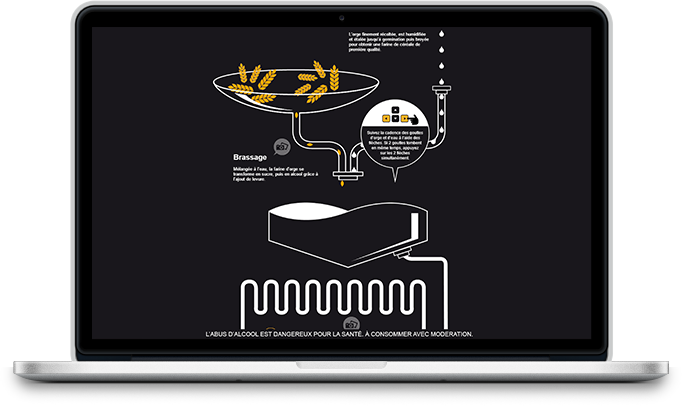 L'orge finement récoltée, est humidifiée
et étalée jusqu'à germination puis broyée
pour obtenir une farine de céréale de
première qualité.
Suivez la cadence des gouttes
d'orge et d'eau à l'aide des
flèches. Si 2 gouttes tombent
en même temps, appuyez
sur les 2 flèches
simultanément
Brassage
Mélangée à l'eau, la farine d'orge se
transforme en sucre, puis en alcool grâce à
l'ajout de levure.
L'ABUS D'ALCOOL EST DANGEREUX POUR LA SANTÉ. À CONSOMMER AVEC MODERATION.